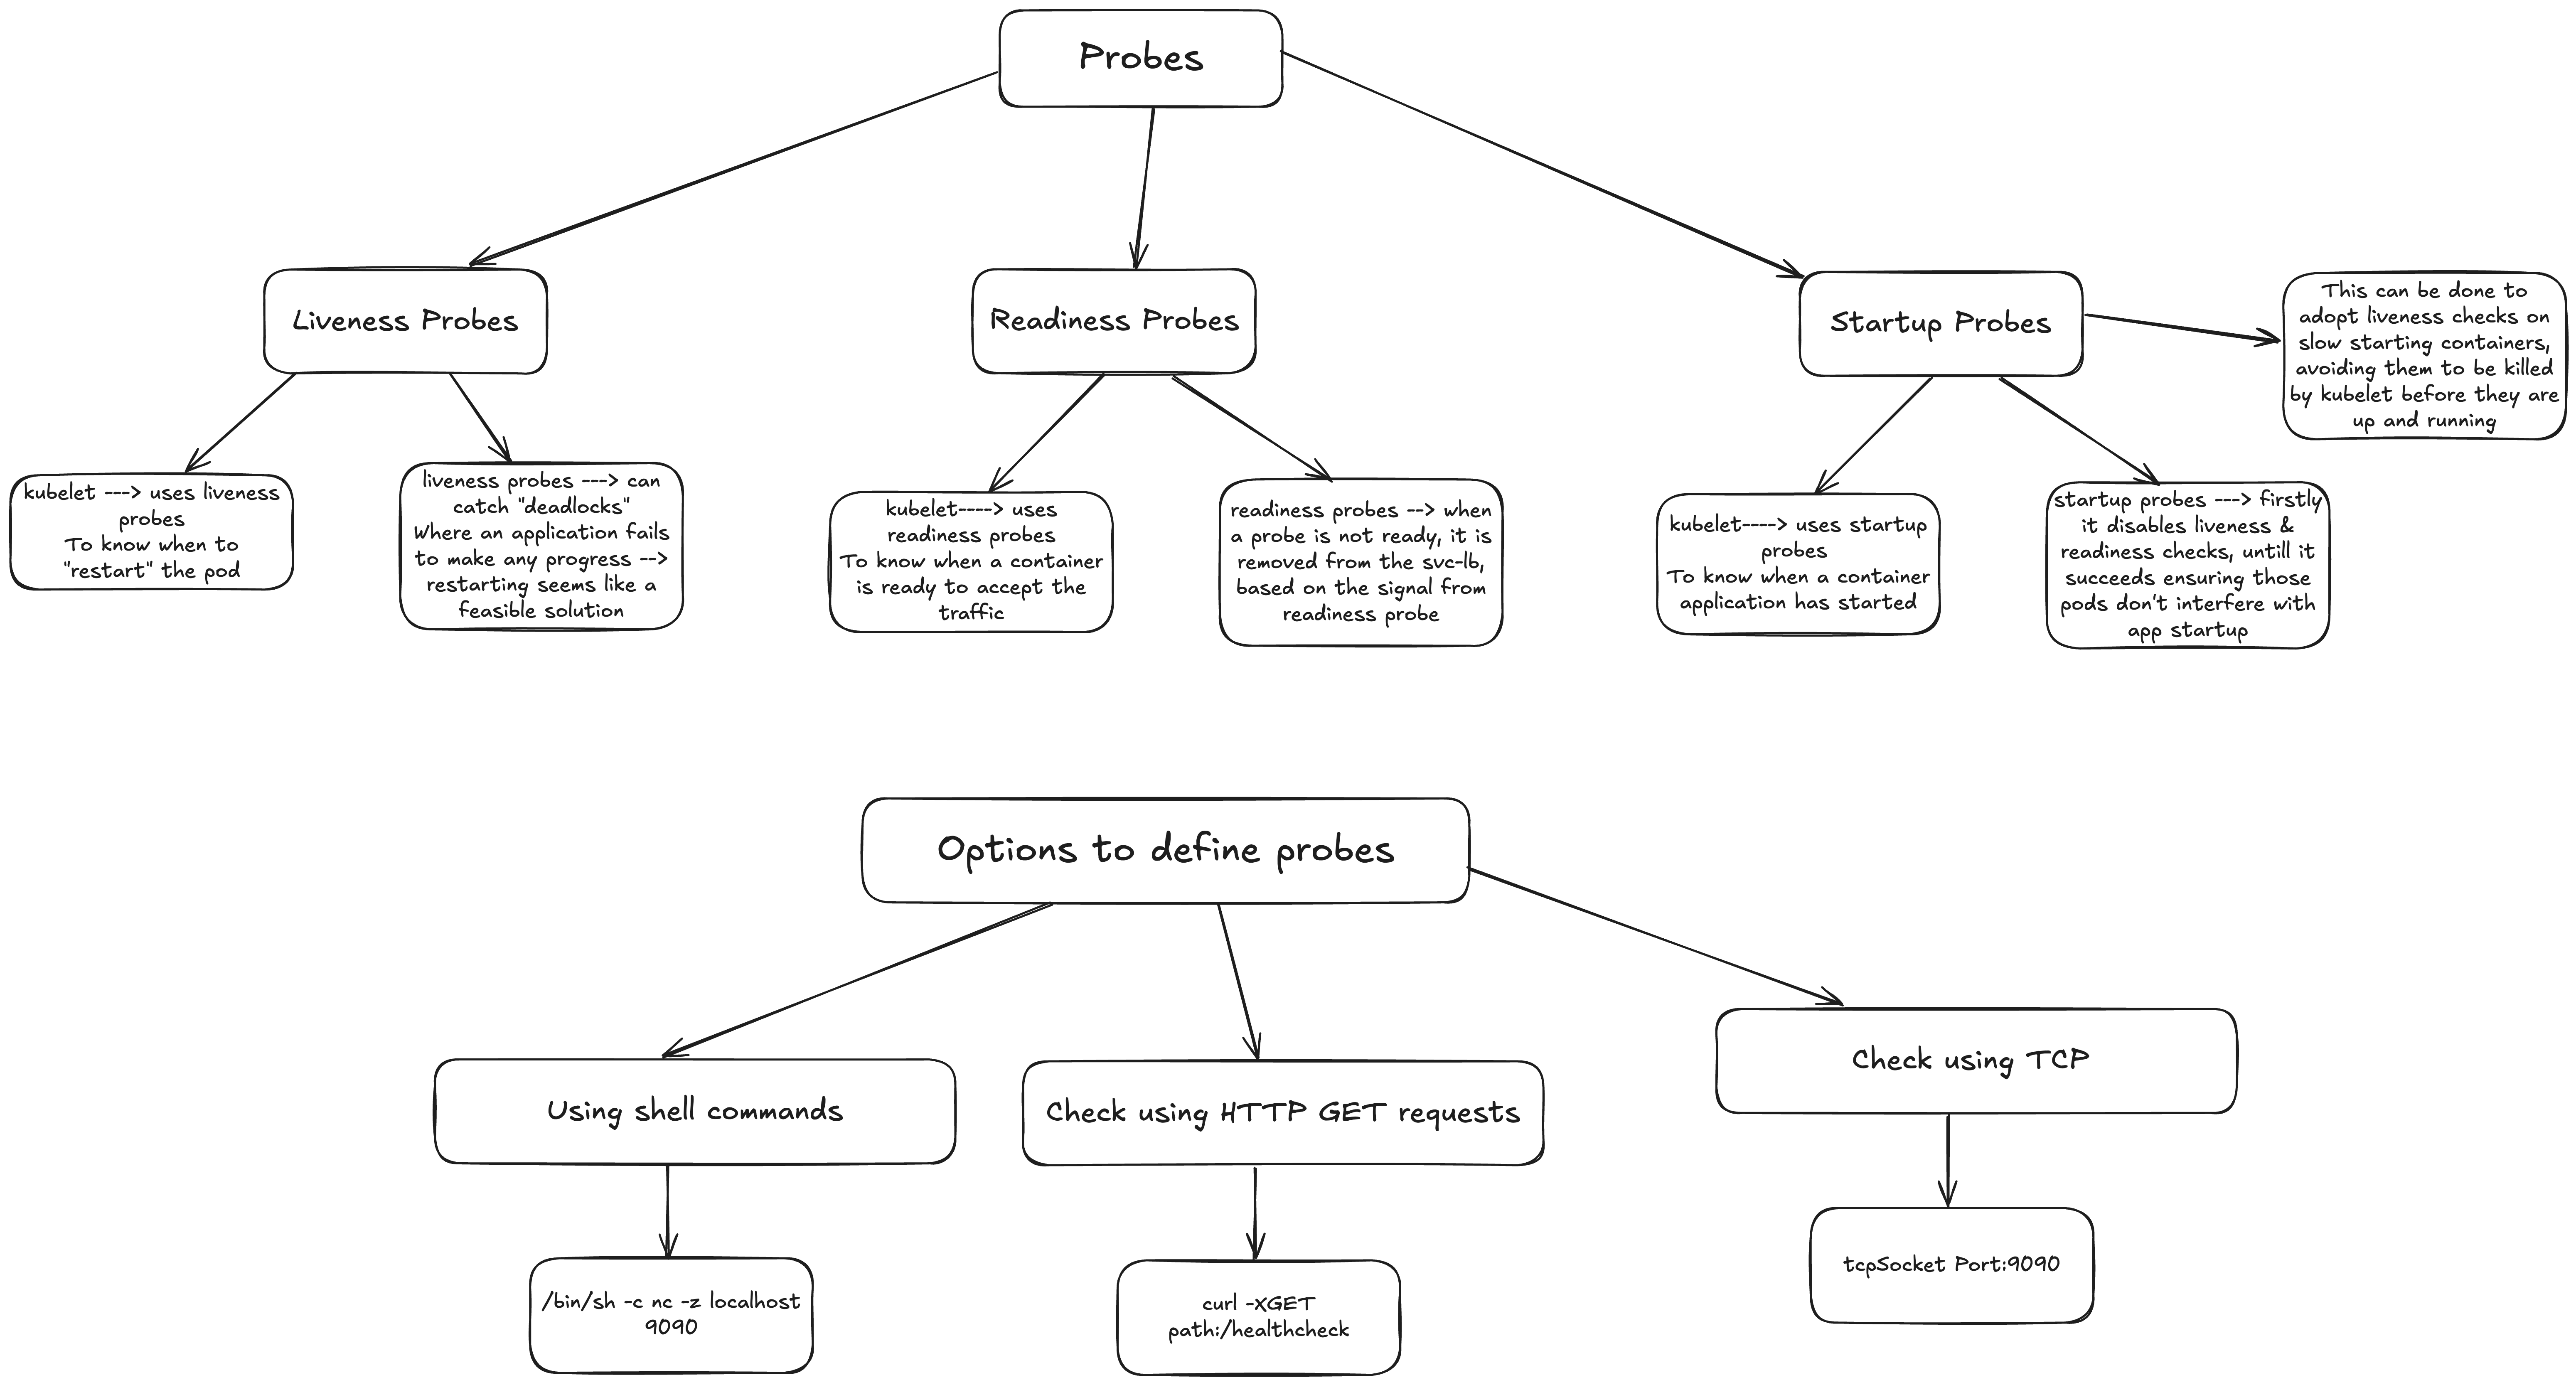 Probes
Liveness Probes
Readiness Probes
Startup Probes
This can be done to
adopt liveness checks on
slow starting containers,
avoiding them to be killed
by kubelet before they are
up and running
kubelet ---> uses liveness
probes
To know when to
"restart" the pod
liveness probes ---> can
catch "deadlocks"
Where an application fails
to make any progress -->
restarting seems like a
feasible solution
kubelet----> uses
readiness probes
To know when a container
is ready to accept the
traffic
readiness probes --> when
a probe is not ready, it is
removed from the svc-lb,
based on the signal from
readiness probe
kubelet----> uses startup
probes
To know when a container
application has started
startup probes ---> firstly
it disables liveness &
readiness checks, untill it
succeeds ensuring those
pods don't interfere with
app startup
Options to define probes
Using shell commands
Check using HTTP GET requests
Check using TCP
/bin/sh -c nc -z localhost
9090
curl -XGET
path:/healthcheck
tcpSocket Port:9090